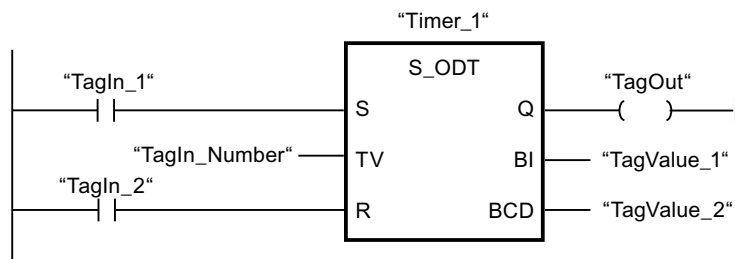 "Timer_1"
S_ODT
"TagIn_1“
"TagOut“
S
Q
"TagIn_Number“
TV
BI
"TagValue_1“
"TagIn_2“
R
BCD
"TagValue_2“